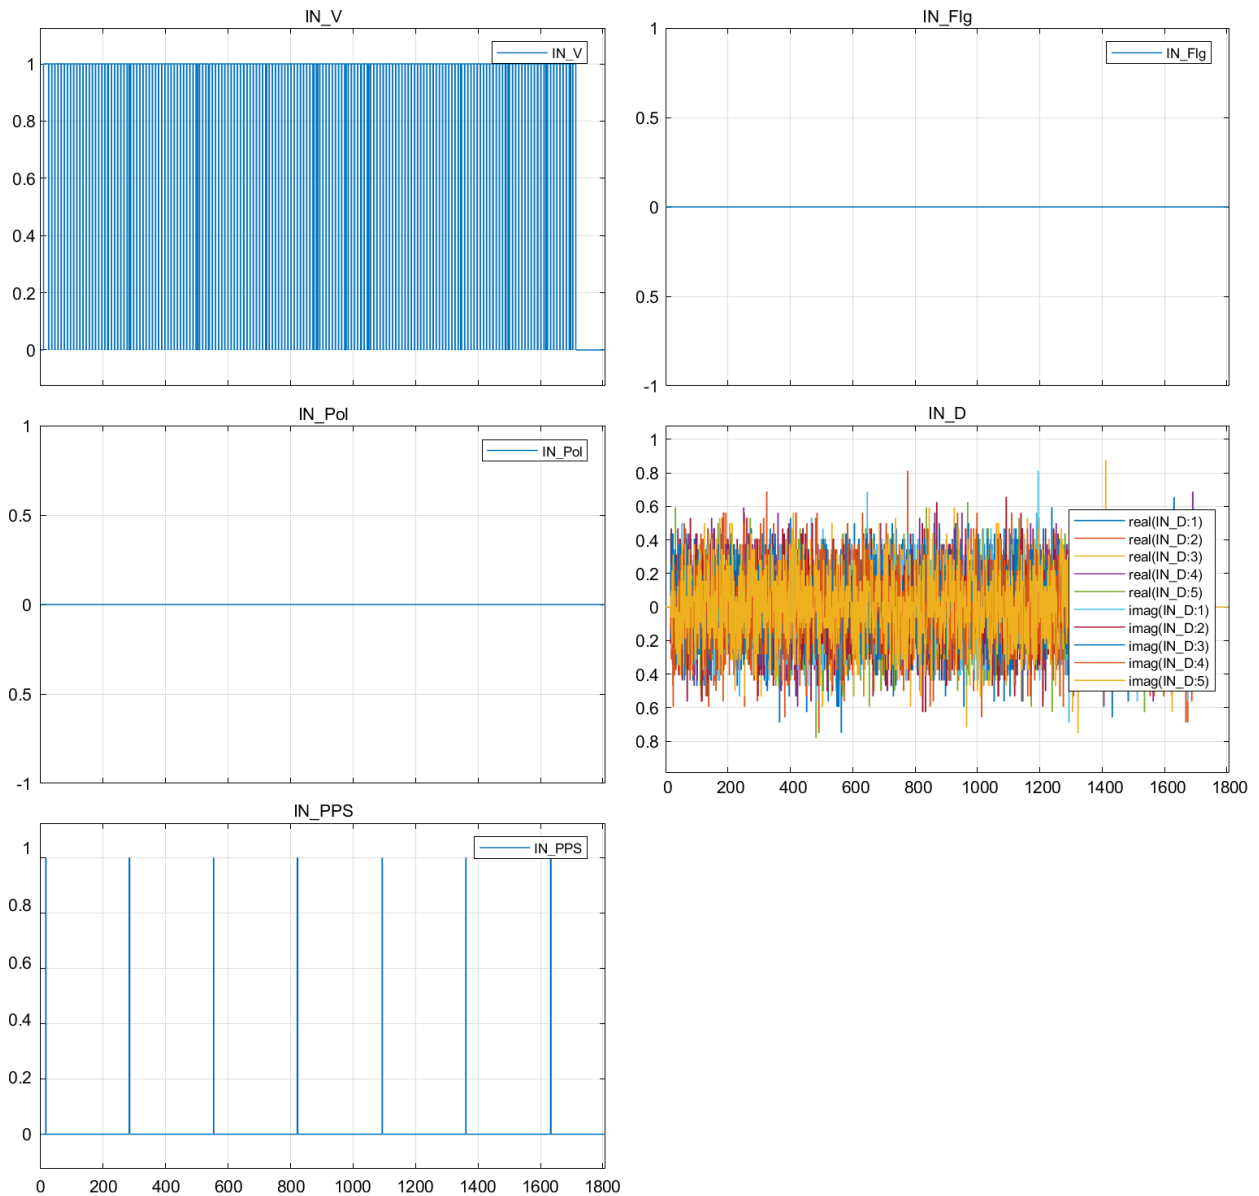 IN_V
IN_V
1
0.8
0.6
0.4
0.2
0
IN_Flg
IN_Flg
1
0.5
0
0.5
-1
IN_Pol
IN_Pol
1
0.5
0
0.5
-1
IN_D
1
0.8
0.6
0.4
0.2
0
0.2
0.4
0.6
0.8
real(IN_D:1)
real(IN_D:2)
real(IN_D:3)
real(IN_D:4)
real(IN_D:5)
imag(IN_D:1)
imag(IN_D:2)
imag(IN_D:3)
imag(IN_D:4)
imag(IN_D:5)
0 200 400 600 800 1000 1200 1400 1600 1800
IN_PPS
IN_PPS
1
0.8
0.6
0.4
0.2
0
0 200 400 600 800 1000 1200 1400 1600 1800